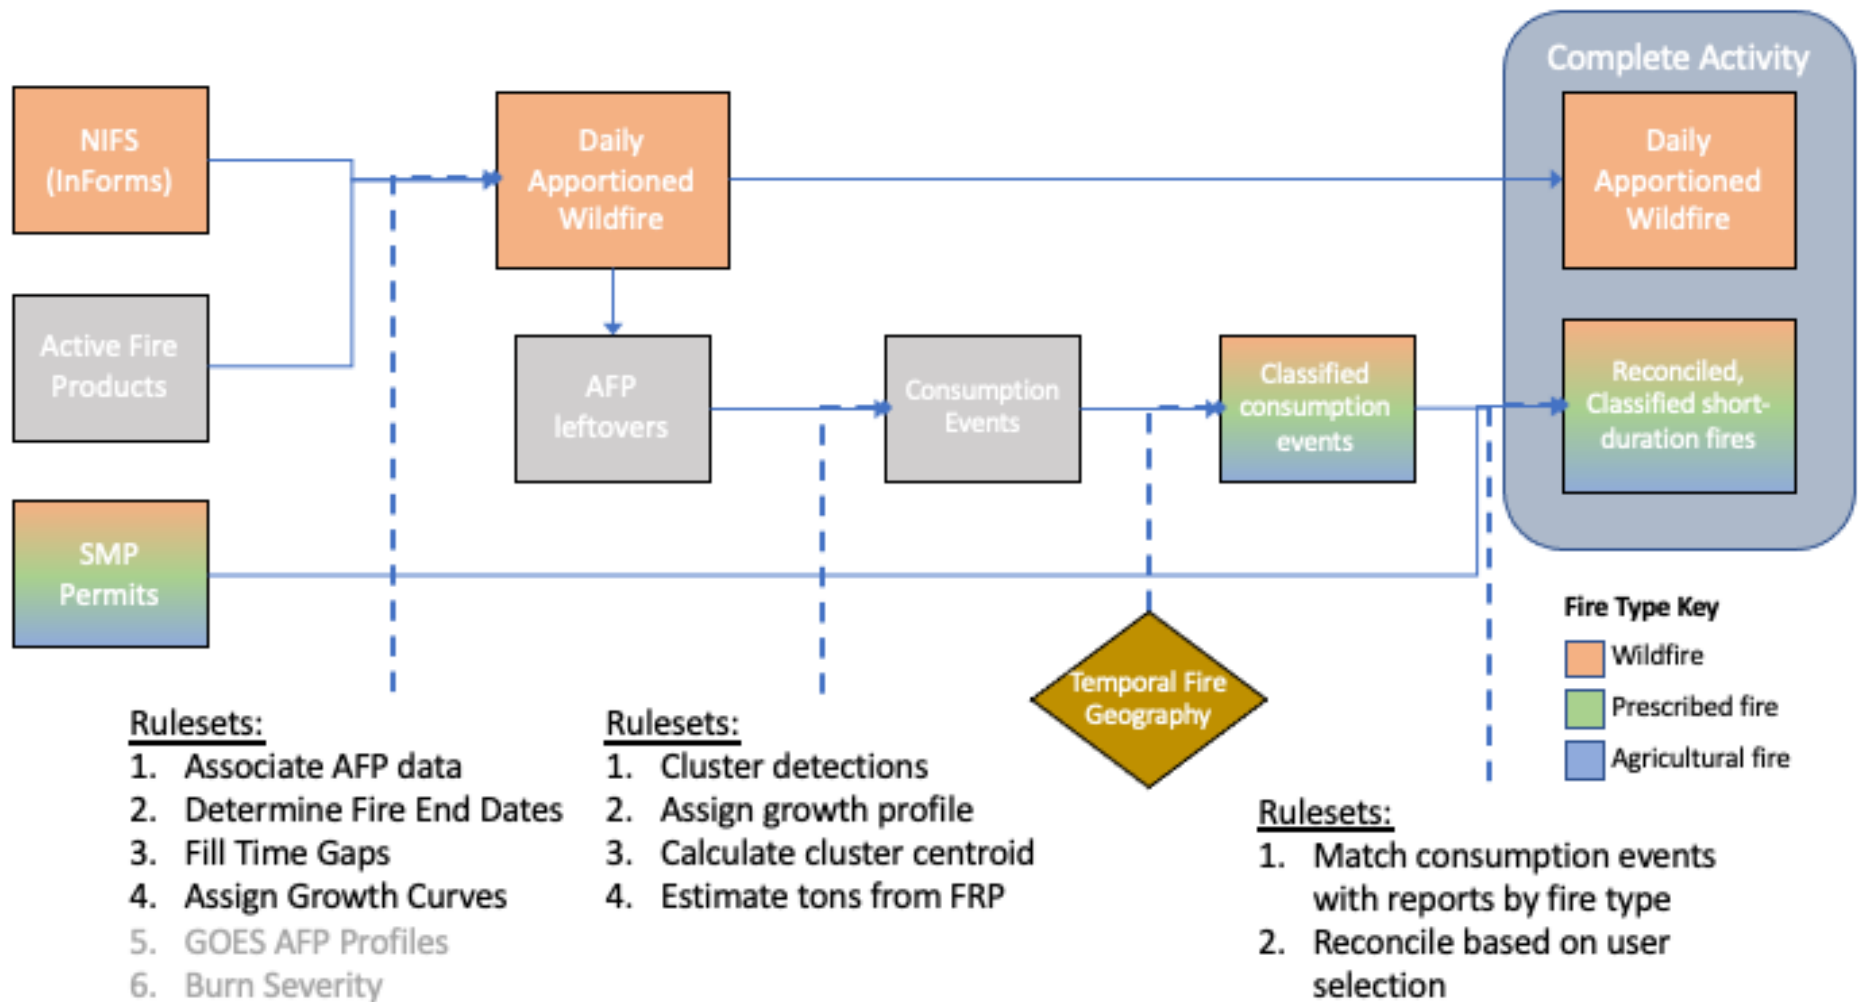 Complete Activity
NIFS
(InForms)
Daily
Apportioned
Wildfire
Daily
Apportioned
Wildfire
Active Fire
Products
AFP
leftovers
Consumption
Events
Classified
consumption
events
Reconciled,
Classified short-
duration fires
SMP
Permits
Temporal Fire
Geography
Fire Type Key
Wildfire
Prescribed fire
Agricultural fire
Rulesets:
1. Associate AFP data
2. Determine Fire End Dates
3. Fill Time Gaps
4. Assign Growth Curves
5. GOES AFP Profiles
6. Burn Severity
Rulesets:
1. Cluster detections
2. Assign growth profile
3. Calculate cluster centroid
4. Estimate tons from FRP
Rulesets:
1. Match consumption events
with reports by fire type
2. Reconcile based on user
selection